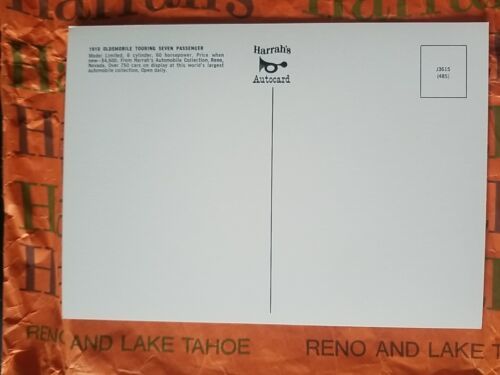 Harrah's
1910 OLDSMOBILE TOURING SEVEN PASSENGER
Model Limited, 6 cylinder, 60 horsepower, Price when
new—$4,600. From Harrah's Automobile Collection, Reno,
Nevada. Over 750 cars on display at this world's largest
automobile collection, Open daily.
Harrah's
Autocard
J3615
(485)
RENO AND LAKE TAHOE
RENO AND LAKE T